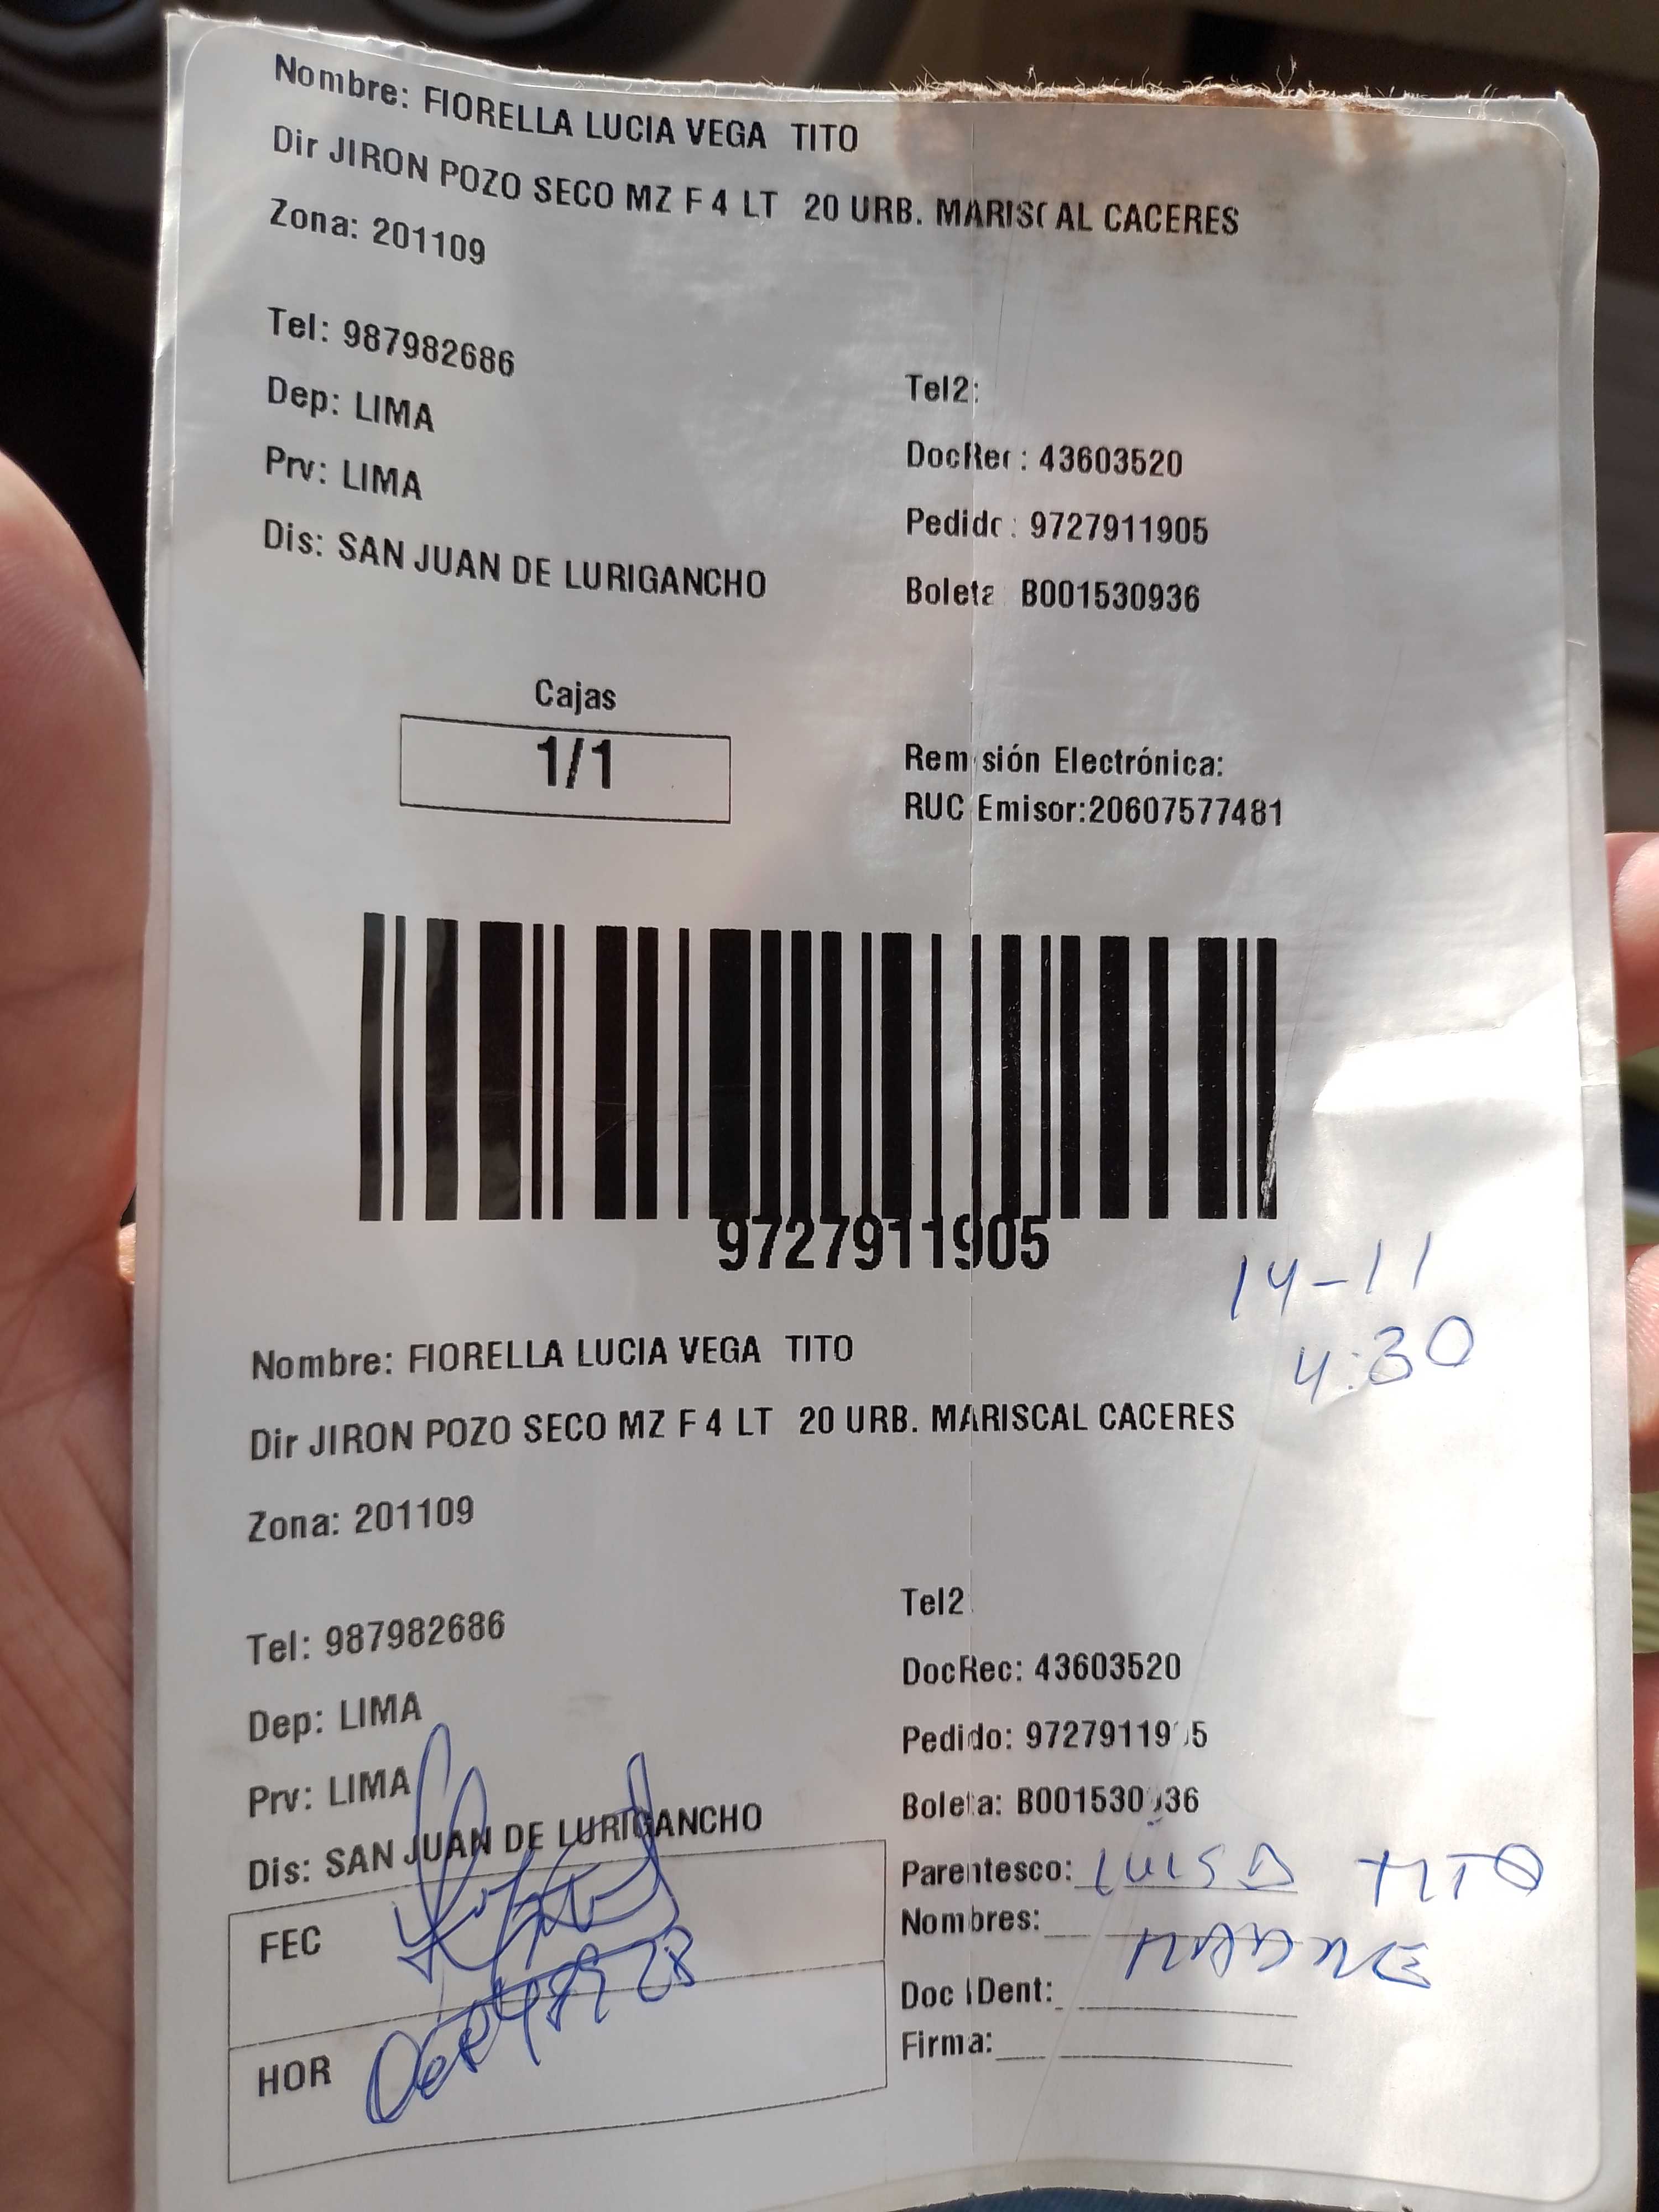 Nombre: FIORELLA LUCIA VEGA TITO
Dir JIRON POZO SECO MZ F 4 LT 20 URB. MARISCAL CACERES
Zona: 201109
Tel: 987982686
Tel2:
Dep: LIMA
DocRec: 43603520
Prv: LIMA
Pedido: 9727911905
Dis: SAN JUAN DE LURIGANCHO
Boleta B001530936
Cajas
1/1
Remisión Electrónica:
RUC Emisor:20607577481
9727911905
14-11
4:30
Nombre: FIORELLA LUCIA VEGA TITO
Dir JIRON POZO SECO MZ F 4 LT 20 URB. MARISCAL CACERES
Zona: 201109
Tel: 987982686
Tel2
Dep: LIMA
DocRec: 43603520
Prv: LIMA
Pedido: 9727911905
Dis: SAN JUAN DE LURIGANCHO
Boleta: B001530936
Parentesco: LUISA TITO
Nombres: MADRE
Doc IDent:
Firma:
FEC
HOR